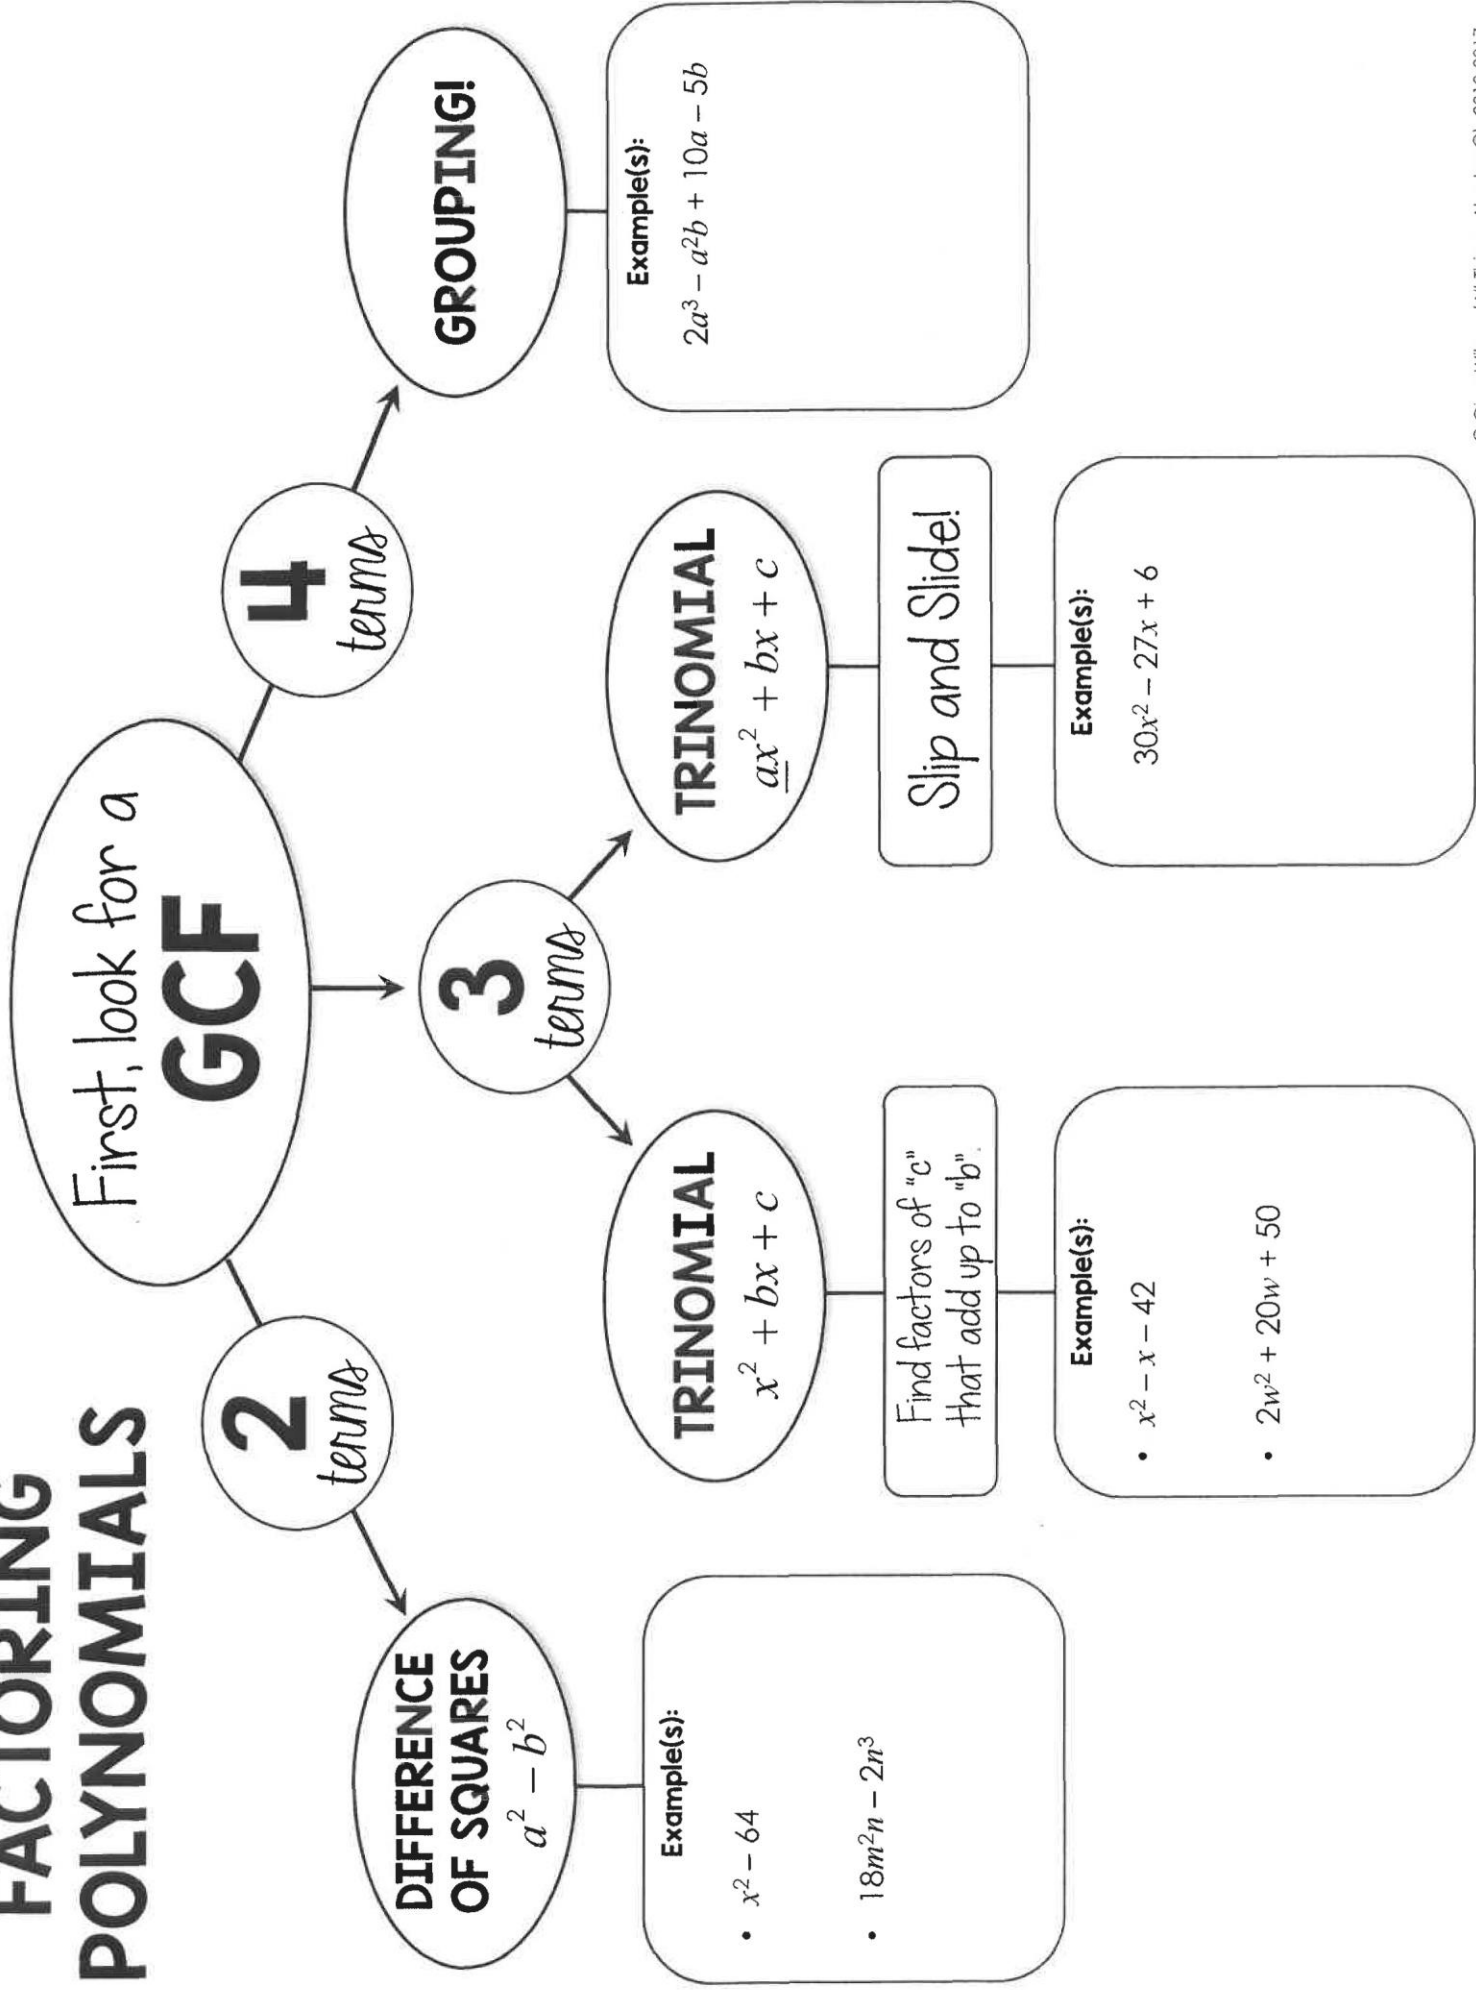 FACTORING
POLYNOMIALS
First, look for a
GCF
2
terms
3
terms
4
terms
DIFFERENCE
OF SQUARES
a² − b²
Example(s):
• x² − 64
• 18m²n − 2n³
TRINOMIAL
x² + bx + c
Find factors of "c"
that add up to "b".
Example(s):
• x² − x − 42
• 2w² + 20w + 50
TRINOMIAL
ax² + bx + c
Slip and Slide!
Example(s):
30x² − 27x + 6
GROUPING!
Example(s):
2a³ − a²b + 10a − 5b